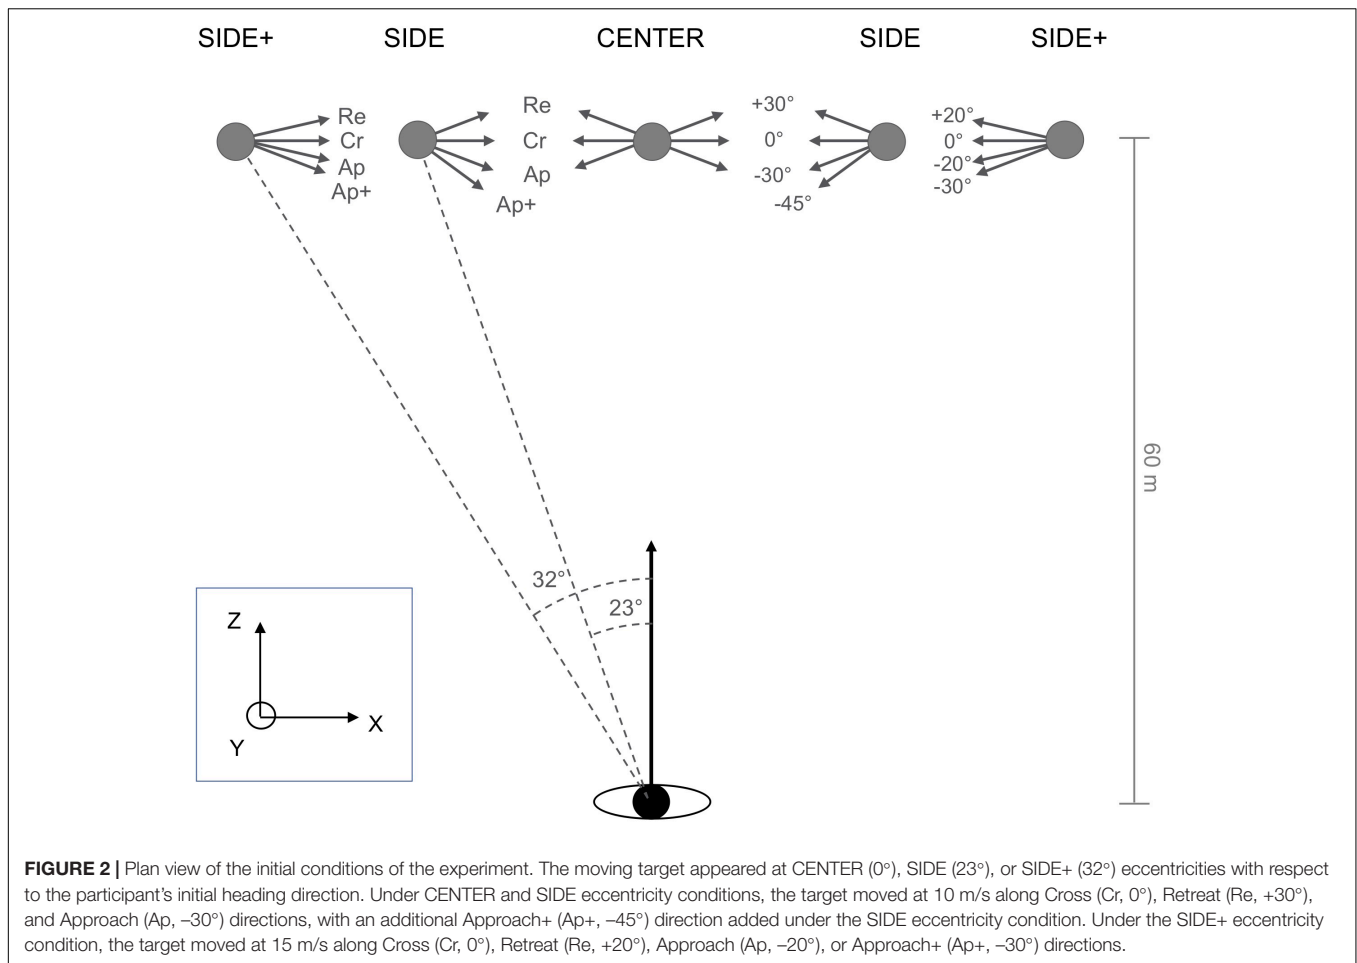 SIDE+ SIDE CENTER SIDE SIDE+
Re Re +30° +20°
Cr Cr 0° 0°
Ap Ap -30° -20°
Ap+ Ap+ -45° -30°
60 m
32°
23°
Z
X
Y
FIGURE 2 | Plan view of the initial conditions of the experiment. The moving target appeared at CENTER (0°), SIDE (23°), or SIDE+ (32°) eccentricities with respect
to the participant's initial heading direction. Under CENTER and SIDE eccentricity conditions, the target moved at 10 m/s along Cross (Cr, 0°), Retreat (Re, +30°),
and Approach (Ap, –30°) directions, with an additional Approach+ (Ap+, –45°) direction added under the SIDE eccentricity condition. Under the SIDE+ eccentricity
condition, the target moved at 15 m/s along Cross (Cr, 0°), Retreat (Re, +20°), Approach (Ap, –20°), or Approach+ (Ap+, –30°) directions.